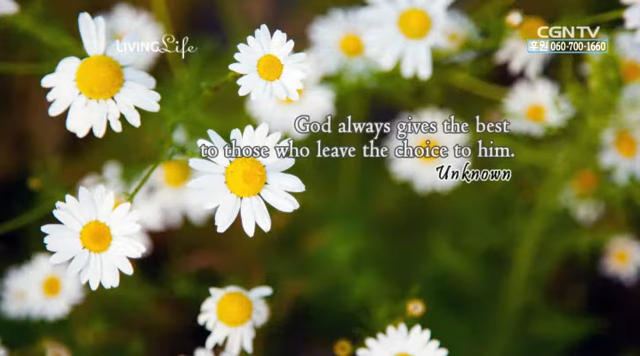 LIVINGLife
CGNTV
후원 060-700-1660
God always gives the best
to those who leave the choice to him.
Unknown